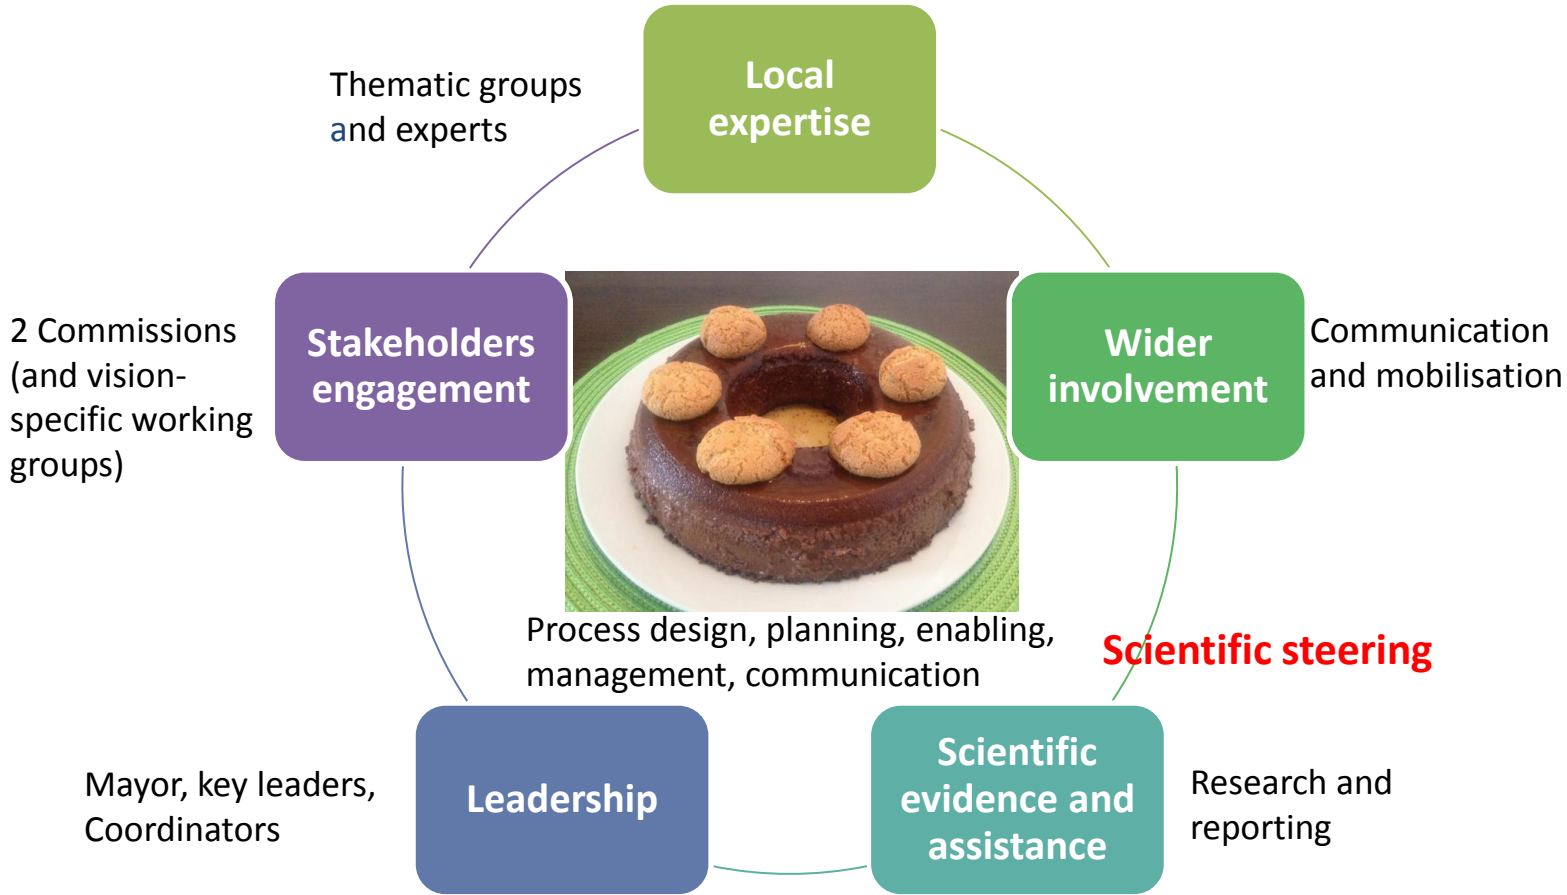 Local
expertise
Thematic groups
and experts
Stakeholders
engagement
2 Commissions
(and vision-
specific working
groups)
Wider
involvement
Communication
and mobilisation
Process design, planning, enabling,
management, communication
Scientific steering
Leadership
Mayor, key leaders,
Coordinators
Scientific
evidence and
assistance
Research and
reporting